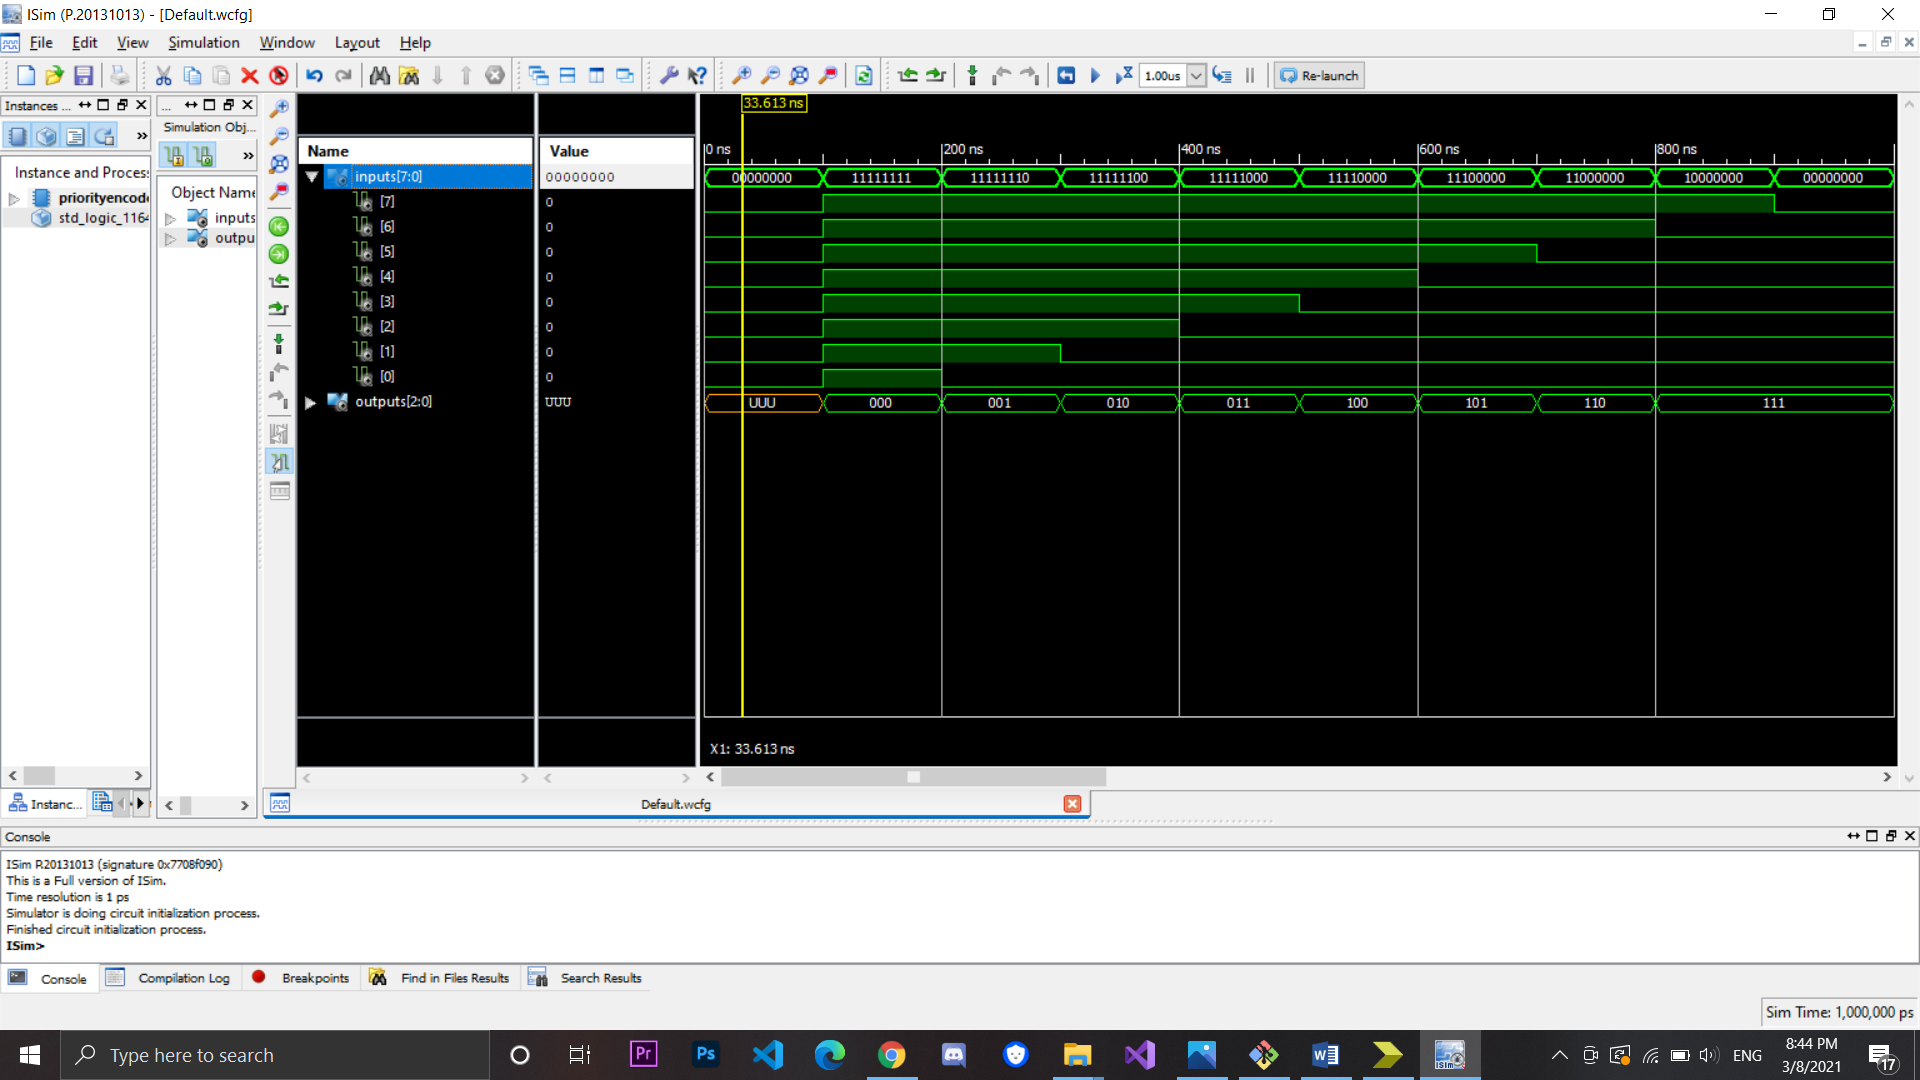 ISim (P.20131013) - [Default.wcfg]
File Edit View Simulation Window Layout Help
1.00us Re-launch
Instances ...
...
Simulation Obj...
Instance and Process
priorityencode
std_logic_1164
Object Name
inputs
outpu
Name Value
33.613 ns
0 ns 200 ns 400 ns 600 ns 800 ns
inputs[7:0] 00000000 00000000 11111111 11111110 11111100 11111000 11110000 11100000 11000000 10000000 00000000
[7] 0
[6] 0
[5] 0
[4] 0
[3] 0
[2] 0
[1] 0
[0] 0
outputs[2:0] UUU UUU 000 001 010 011 100 101 110 111
X1: 33.613 ns
Instanc...
Default.wcfg
Console
ISim P.20131013 (signature 0x7708f090)
This is a Full version of ISim.
Time resolution is 1 ps
Simulator is doing circuit initialization process.
Finished circuit initialization process.
ISim>
Console Compilation Log Breakpoints Find in Files Results Search Results
Sim Time: 1,000,000 ps
Type here to search
Pr
Ps
ISim
ENG
8:44 PM
3/8/2021
17